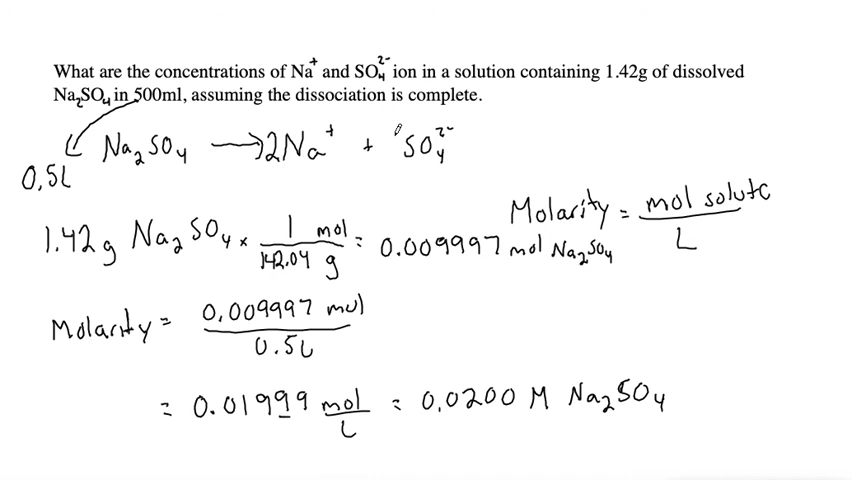 What are the concentrations of Na⁺ and SO₄²⁻ ion in a solution containing 1.42g of dissolved
Na₂SO₄ in 500ml, assuming the dissociation is complete.
0,5L Na₂SO₄ → 2Na⁺ + SO₄²⁻
Molarity = mol solute / L
1.42g Na₂SO₄ × 1 mol / 142.04 g = 0.009997 mol Na₂SO₄
Molarity = 0.009997 mol / 0.5L
= 0.01999 mol / L = 0.0200 M Na₂SO₄